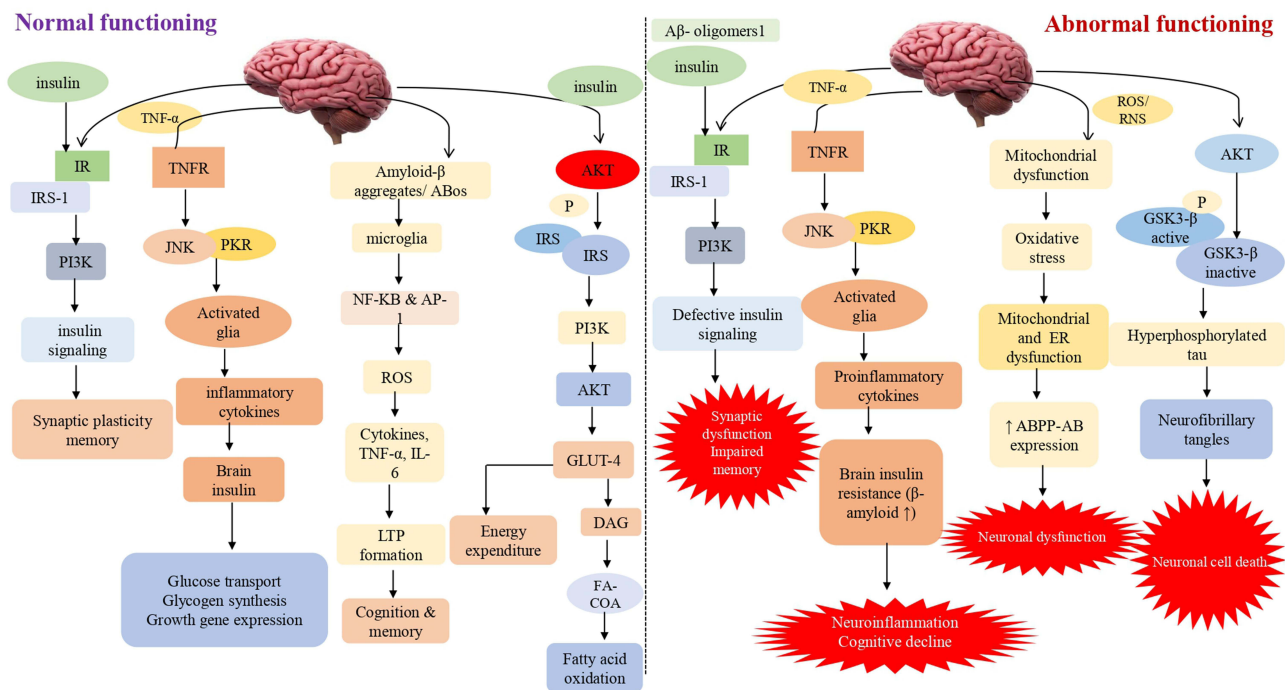 Normal functioning
insulin
TNF-α
IR
IRS-1
PI3K
insulin
signaling
Synaptic plasticity
memory
TNFR
JNK
PKR
Activated
glia
inflammatory
cytokines
Brain
insulin
Glucose transport
Glycogen synthesis
Growth gene expression
Amyloid-β
aggregates/ ABos
microglia
NF-KB & AP-
1
ROS
Cytokines,
TNF-α, IL-
6
LTP
formation
Cognition &
memory
insulin
AKT
P
IRS
IRS
PI3K
AKT
GLUT-4
Energy
expenditure
DAG
FA-
COA
Fatty acid
oxidation
Abnormal functioning
Aβ- oligomers1
insulin
IR
IRS-1
PI3K
Defective insulin
signaling
Synaptic
dysfunction
Impaired
memory
TNF-α
TNFR
JNK
PKR
Activated
glia
Proinflammatory
cytokines
Brain insulin
resistance (β-
amyloid ↑)
Neuroinflammation
Cognitive decline
ROS/
RNS
Mitochondrial
dysfunction
Oxidative
stress
Mitochondrial
and ER
dysfunction
↑ ABPP-AB
expression
Neuronal dysfunction
AKT
P
GSK3-β
active
GSK3-β
inactive
Hyperphosphorylated
tau
Neurofibrillary
tangles
Neuronal cell death